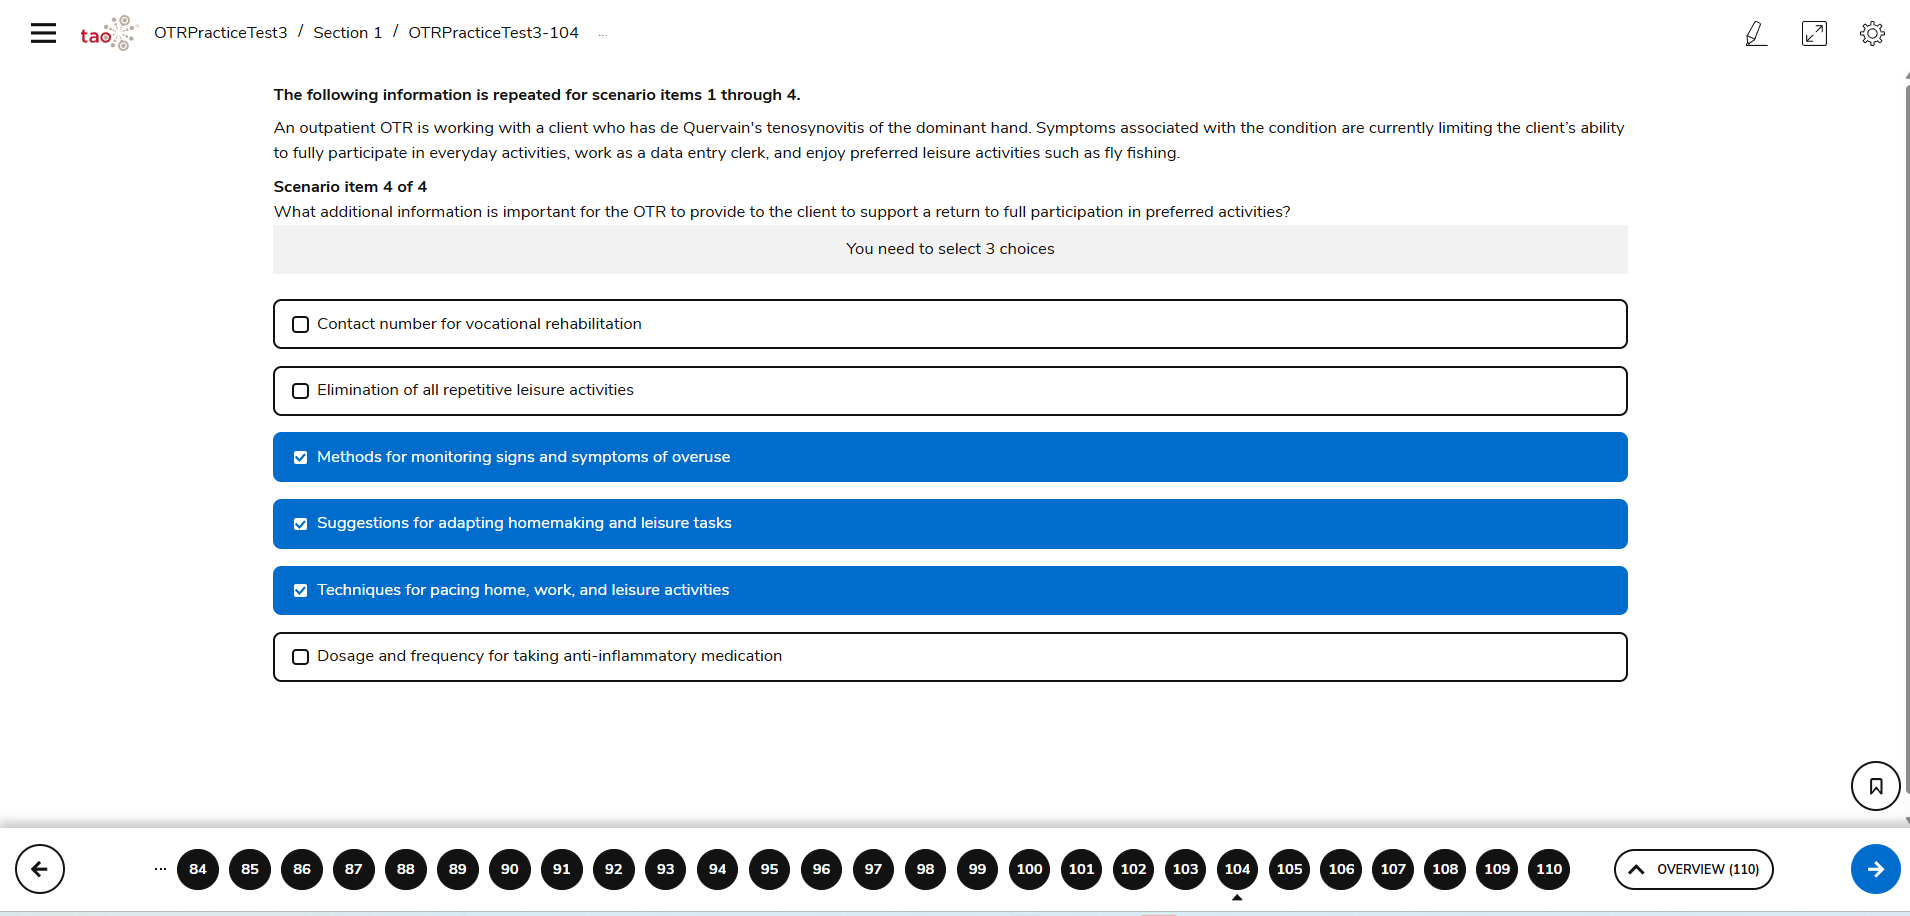 tao
OTRPracticeTest3 / Section 1 / OTRPracticeTest3-104 ...
The following information is repeated for scenario items 1 through 4.
An outpatient OTR is working with a client who has de Quervain's tenosynovitis of the dominant hand. Symptoms associated with the condition are currently limiting the client’s ability
to fully participate in everyday activities, work as a data entry clerk, and enjoy preferred leisure activities such as fly fishing.
Scenario item 4 of 4
What additional information is important for the OTR to provide to the client to support a return to full participation in preferred activities?
You need to select 3 choices
Contact number for vocational rehabilitation
Elimination of all repetitive leisure activities
Methods for monitoring signs and symptoms of overuse
Suggestions for adapting homemaking and leisure tasks
Techniques for pacing home, work, and leisure activities
Dosage and frequency for taking anti-inflammatory medication
... 84 85 86 87 88 89 90 91 92 93 94 95 96 97 98 99 100 101 102 103 104 105 106 107 108 109 110 OVERVIEW (110)